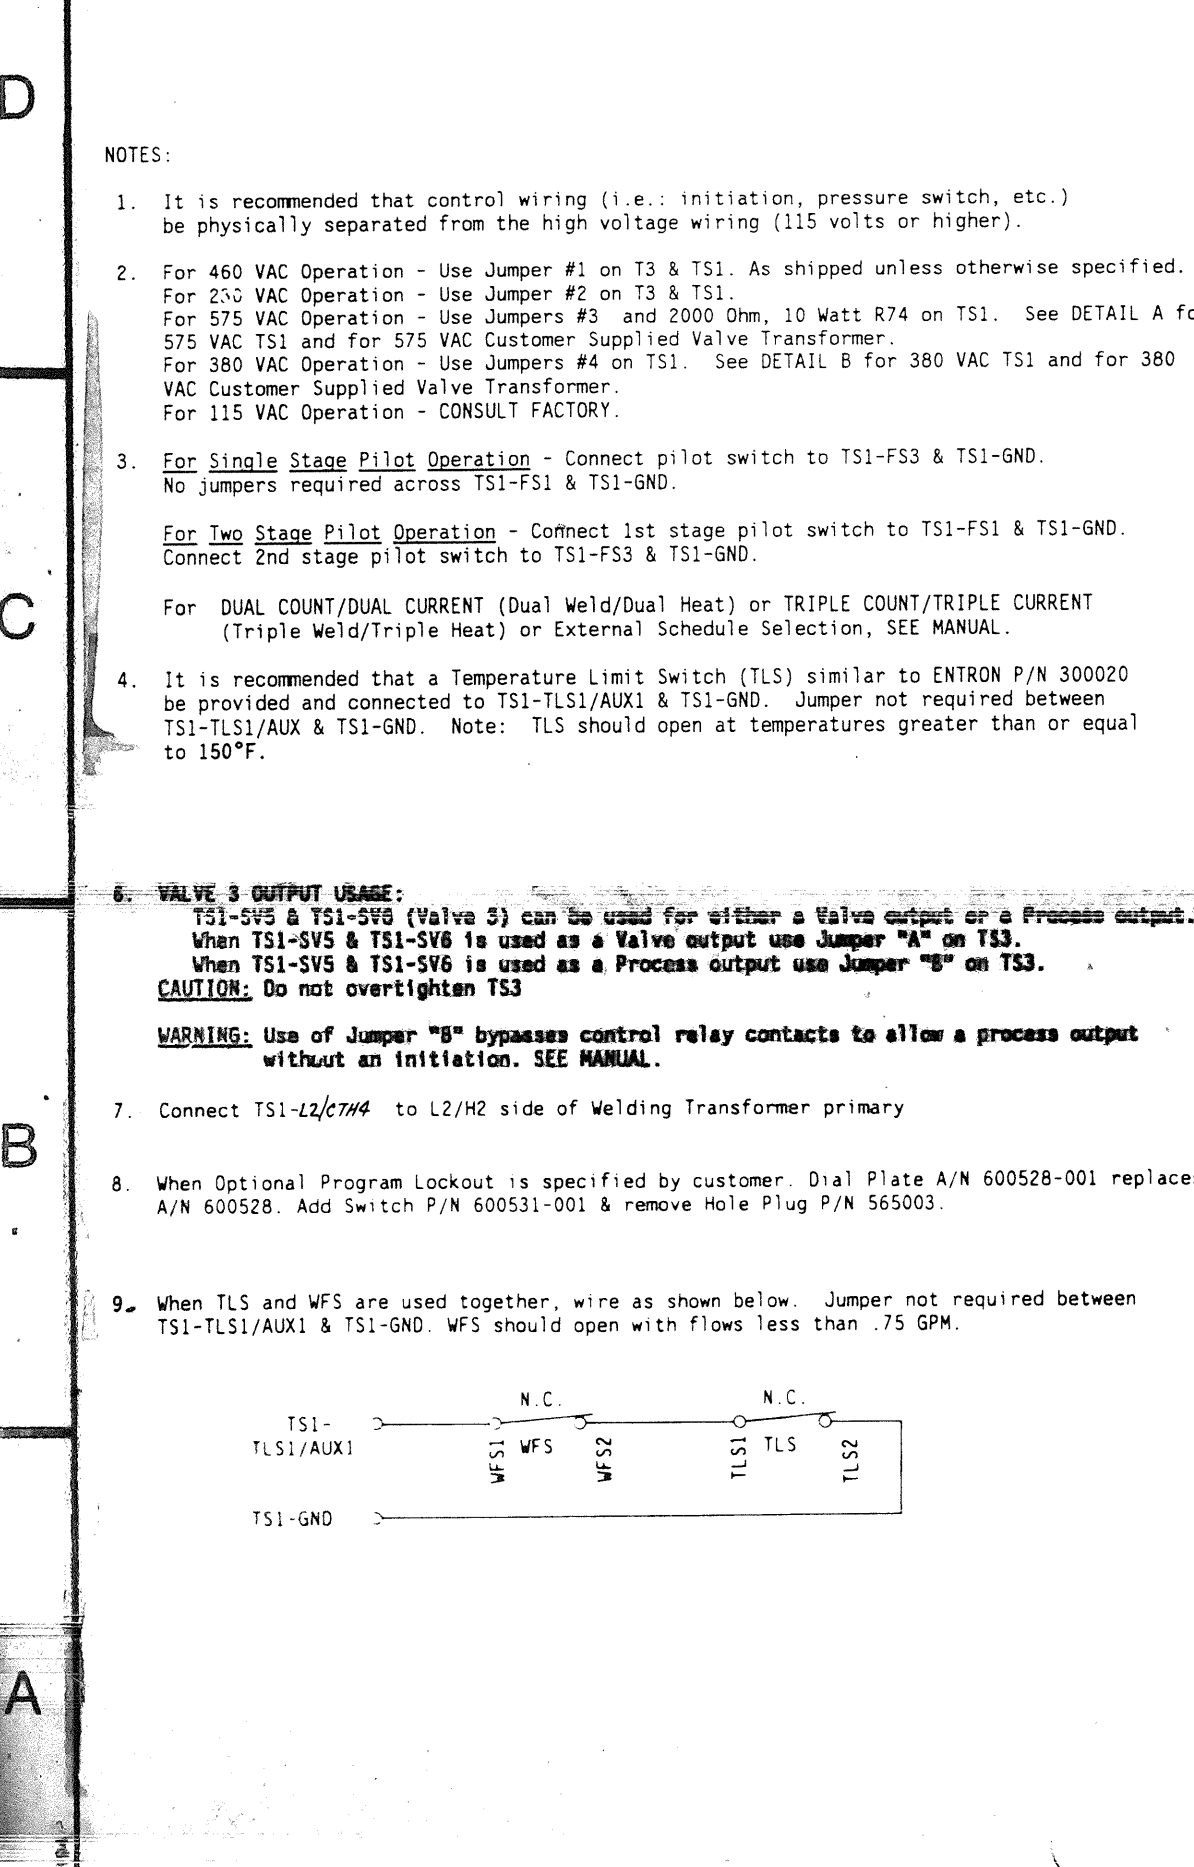 D
NOTES:
1. It is recommended that control wiring (i.e.: initiation, pressure switch, etc.)
be physically separated from the high voltage wiring (115 volts or higher).
2. For 460 VAC Operation - Use Jumper #1 on T3 & TS1. As shipped unless otherwise specified.
For 230 VAC Operation - Use Jumper #2 on T3 & TS1.
For 575 VAC Operation - Use Jumpers #3 and 2000 Ohm, 10 Watt R74 on TS1. See DETAIL A fo
575 VAC TS1 and for 575 VAC Customer Supplied Valve Transformer.
For 380 VAC Operation - Use Jumpers #4 on TS1. See DETAIL B for 380 VAC TS1 and for 380
VAC Customer Supplied Valve Transformer.
For 115 VAC Operation - CONSULT FACTORY.
3. For Single Stage Pilot Operation - Connect pilot switch to TS1-FS3 & TS1-GND.
No jumpers required across TS1-FS1 & TS1-GND.
For Two Stage Pilot Operation - Connect 1st stage pilot switch to TS1-FS1 & TS1-GND.
Connect 2nd stage pilot switch to TS1-FS3 & TS1-GND.
C
For DUAL COUNT/DUAL CURRENT (Dual Weld/Dual Heat) or TRIPLE COUNT/TRIPLE CURRENT
(Triple Weld/Triple Heat) or External Schedule Selection, SEE MANUAL.
4. It is recommended that a Temperature Limit Switch (TLS) similar to ENTRON P/N 300020
be provided and connected to TS1-TLS1/AUX1 & TS1-GND. Jumper not required between
TS1-TLS1/AUX & TS1-GND. Note: TLS should open at temperatures greater than or equal
to 150°F.
6. VALVE 3 OUTPUT USAGE:
TS1-SV5 & TS1-SV6 (Valve 3) can be used for either a Valve output or a Process output.
When TS1-SV5 & TS1-SV6 is used as a Valve output use Jumper "A" on TS3.
When TS1-SV5 & TS1-SV6 is used as a Process output use Jumper "B" on TS3.
CAUTION: Do not overtighten TS3
WARNING: Use of Jumper "B" bypasses control relay contacts to allow a process output
without an initiation. SEE MANUAL.
7. Connect TS1-L2/CTH4 to L2/H2 side of Welding Transformer primary
B
8. When Optional Program Lockout is specified by customer. Dial Plate A/N 600528-001 replaces
A/N 600528. Add Switch P/N 600531-001 & remove Hole Plug P/N 565003.
9. When TLS and WFS are used together, wire as shown below. Jumper not required between
TS1-TLS1/AUX1 & TS1-GND. WFS should open with flows less than .75 GPM.
N.C. N.C.
TS1-
TLS1/AUX1 WFS1 WFS WFS2 TLS1 TLS TLS2
TS1-GND
A